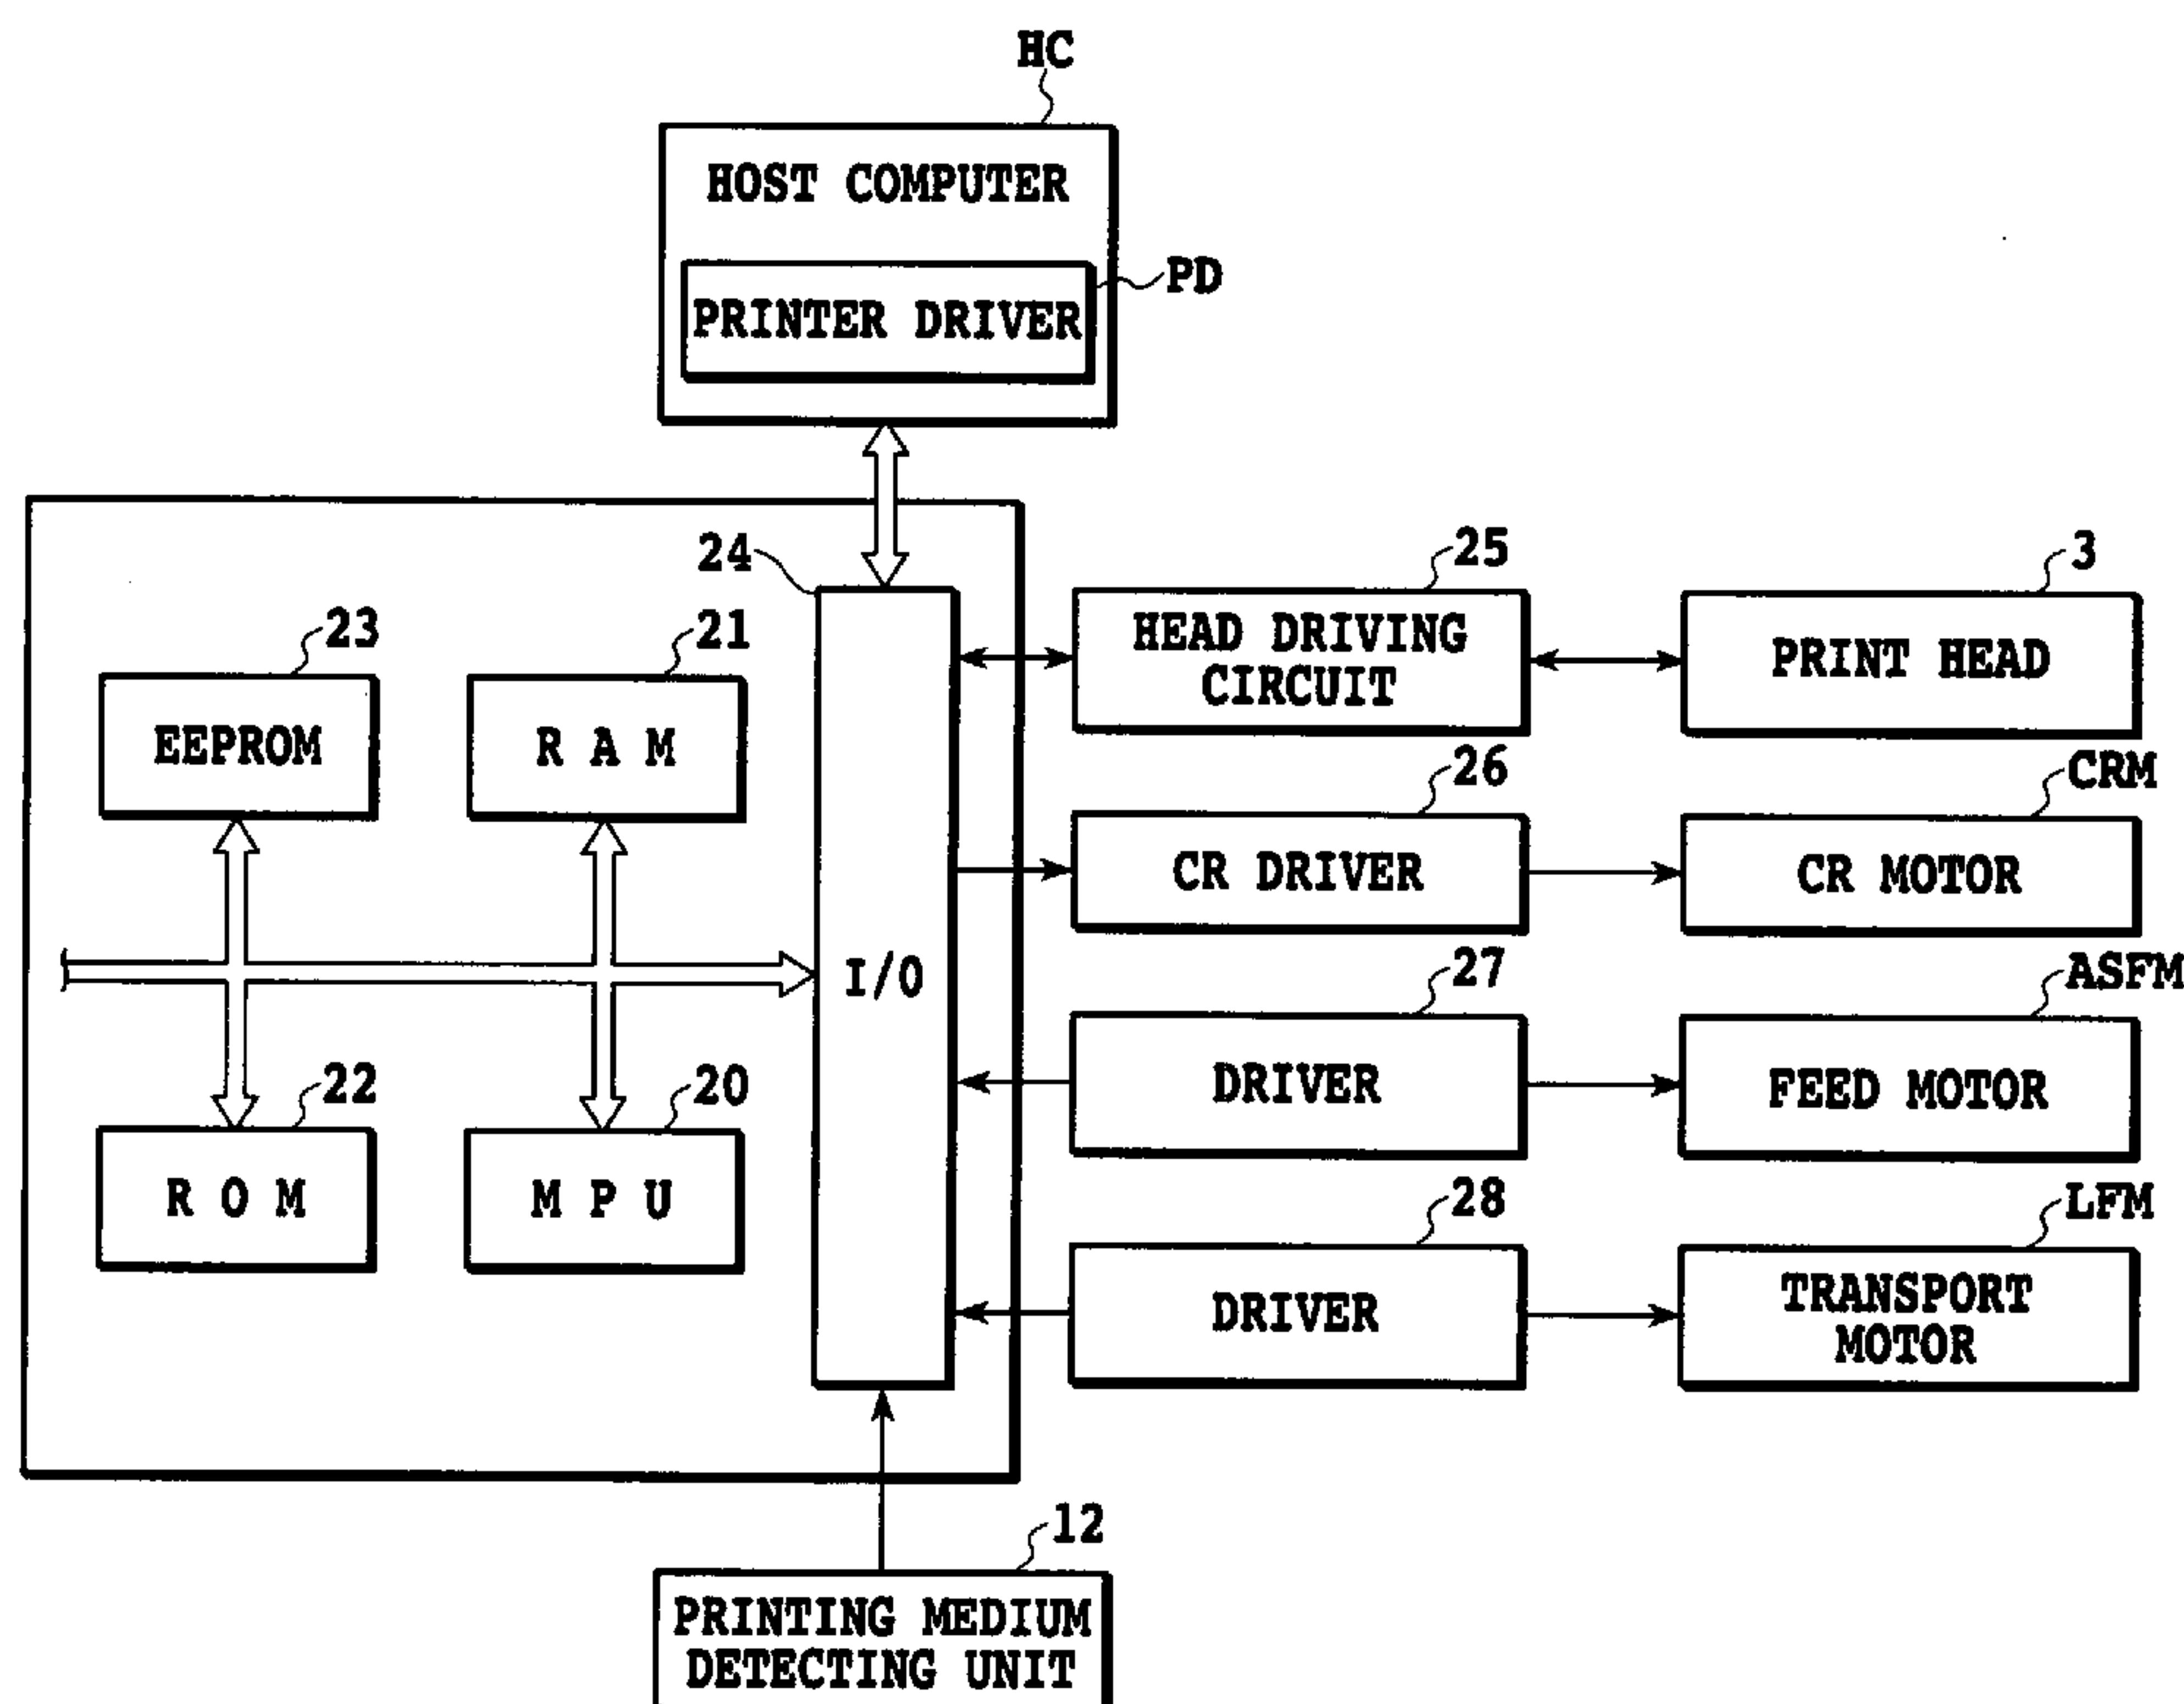 HC
HOST COMPUTER
PD
PRINTER DRIVER
24
25
3
HEAD DRIVING
CIRCUIT
PRINT HEAD
23
21
EEPROM
R A M
26
CRM
CR DRIVER
CR MOTOR
I/O
27
ASFM
DRIVER
FEED MOTOR
22
20
R O M
M P U
28
LFM
DRIVER
TRANSPORT
MOTOR
12
PRINTING MEDIUM
DETECTING UNIT